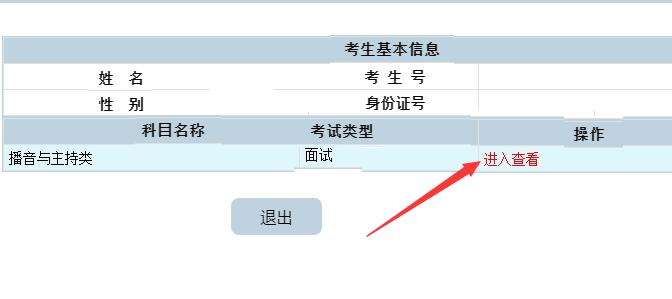 考生基本信息
姓 名 考 生 号
性 别 身份证号
科目名称 考试类型 操作
播音与主持类 面试 进入查看
退出